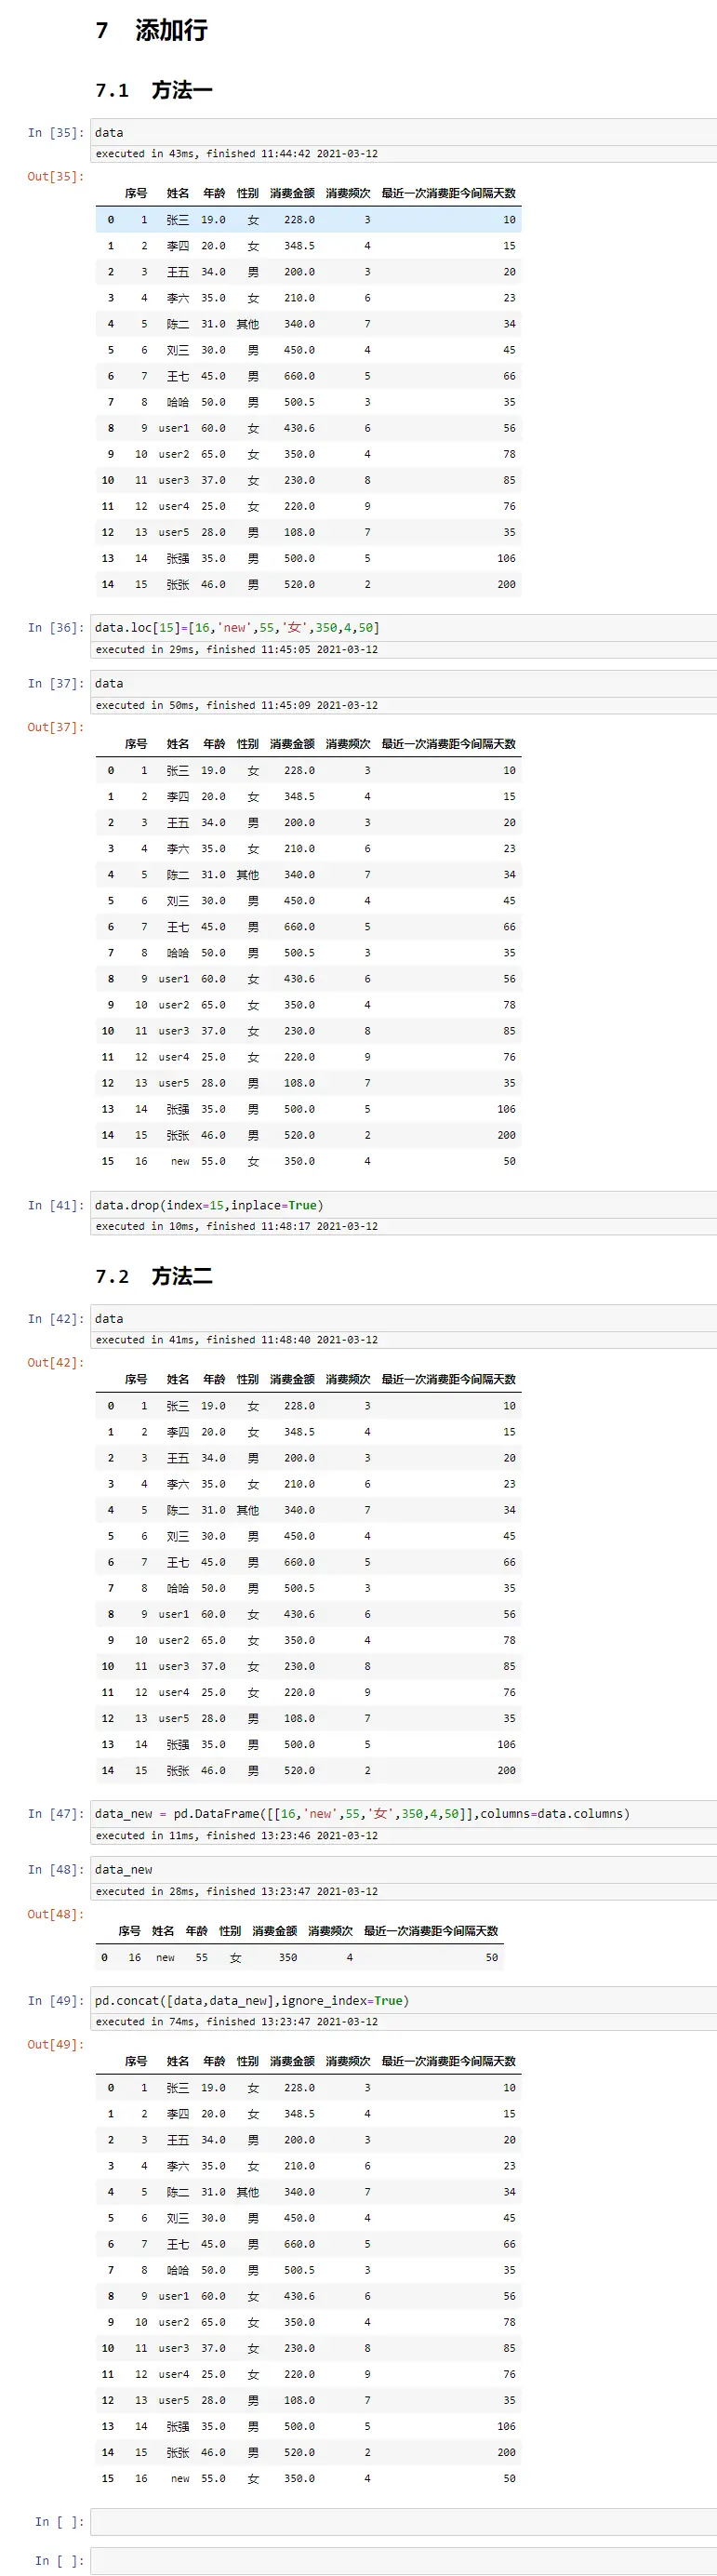 7 添加行
7.1 方法一
In [35]: data
executed in 43ms, finished 11:44:42 2021-03-12
Out[35]:
序号 姓名 年龄 性别 消费金额 消费频次 最近一次消费距今间隔天数
0 1 张三 19.0 女 228.0 3 10
1 2 李四 20.0 女 348.5 4 15
2 3 王五 34.0 男 200.0 3 20
3 4 李六 35.0 女 210.0 6 23
4 5 陈二 31.0 其他 340.0 7 34
5 6 刘三 30.0 男 450.0 4 45
6 7 王七 45.0 男 660.0 5 66
7 8 哈哈 50.0 男 500.5 3 35
8 9 user1 60.0 女 430.6 6 56
9 10 user2 65.0 女 350.0 4 78
10 11 user3 37.0 女 230.0 8 85
11 12 user4 25.0 女 220.0 9 76
12 13 user5 28.0 男 108.0 7 35
13 14 张强 35.0 男 500.0 5 106
14 15 张张 46.0 男 520.0 2 200
In [36]: data.loc[15]=[16,'new',55,'女',350,4,50]
executed in 29ms, finished 11:45:05 2021-03-12
In [37]: data
executed in 50ms, finished 11:45:09 2021-03-12
Out[37]:
序号 姓名 年龄 性别 消费金额 消费频次 最近一次消费距今间隔天数
0 1 张三 19.0 女 228.0 3 10
1 2 李四 20.0 女 348.5 4 15
2 3 王五 34.0 男 200.0 3 20
3 4 李六 35.0 女 210.0 6 23
4 5 陈二 31.0 其他 340.0 7 34
5 6 刘三 30.0 男 450.0 4 45
6 7 王七 45.0 男 660.0 5 66
7 8 哈哈 50.0 男 500.5 3 35
8 9 user1 60.0 女 430.6 6 56
9 10 user2 65.0 女 350.0 4 78
10 11 user3 37.0 女 230.0 8 85
11 12 user4 25.0 女 220.0 9 76
12 13 user5 28.0 男 108.0 7 35
13 14 张强 35.0 男 500.0 5 106
14 15 张张 46.0 男 520.0 2 200
15 16 new 55.0 女 350.0 4 50
In [41]: data.drop(index=15,inplace=True)
executed in 10ms, finished 11:48:17 2021-03-12
7.2 方法二
In [42]: data
executed in 41ms, finished 11:48:40 2021-03-12
Out[42]:
序号 姓名 年龄 性别 消费金额 消费频次 最近一次消费距今间隔天数
0 1 张三 19.0 女 228.0 3 10
1 2 李四 20.0 女 348.5 4 15
2 3 王五 34.0 男 200.0 3 20
3 4 李六 35.0 女 210.0 6 23
4 5 陈二 31.0 其他 340.0 7 34
5 6 刘三 30.0 男 450.0 4 45
6 7 王七 45.0 男 660.0 5 66
7 8 哈哈 50.0 男 500.5 3 35
8 9 user1 60.0 女 430.6 6 56
9 10 user2 65.0 女 350.0 4 78
10 11 user3 37.0 女 230.0 8 85
11 12 user4 25.0 女 220.0 9 76
12 13 user5 28.0 男 108.0 7 35
13 14 张强 35.0 男 500.0 5 106
14 15 张张 46.0 男 520.0 2 200
In [47]: data_new = pd.DataFrame([[16,'new',55,'女',350,4,50]],columns=data.columns)
executed in 11ms, finished 13:23:46 2021-03-12
In [48]: data_new
executed in 28ms, finished 13:23:47 2021-03-12
Out[48]:
序号 姓名 年龄 性别 消费金额 消费频次 最近一次消费距今间隔天数
0 16 new 55 女 350 4 50
In [49]: pd.concat([data,data_new],ignore_index=True)
executed in 74ms, finished 13:23:47 2021-03-12
Out[49]:
序号 姓名 年龄 性别 消费金额 消费频次 最近一次消费距今间隔天数
0 1 张三 19.0 女 228.0 3 10
1 2 李四 20.0 女 348.5 4 15
2 3 王五 34.0 男 200.0 3 20
3 4 李六 35.0 女 210.0 6 23
4 5 陈二 31.0 其他 340.0 7 34
5 6 刘三 30.0 男 450.0 4 45
6 7 王七 45.0 男 660.0 5 66
7 8 哈哈 50.0 男 500.5 3 35
8 9 user1 60.0 女 430.6 6 56
9 10 user2 65.0 女 350.0 4 78
10 11 user3 37.0 女 230.0 8 85
11 12 user4 25.0 女 220.0 9 76
12 13 user5 28.0 男 108.0 7 35
13 14 张强 35.0 男 500.0 5 106
14 15 张张 46.0 男 520.0 2 200
15 16 new 55.0 女 350.0 4 50
In [ ]:
In [ ]: